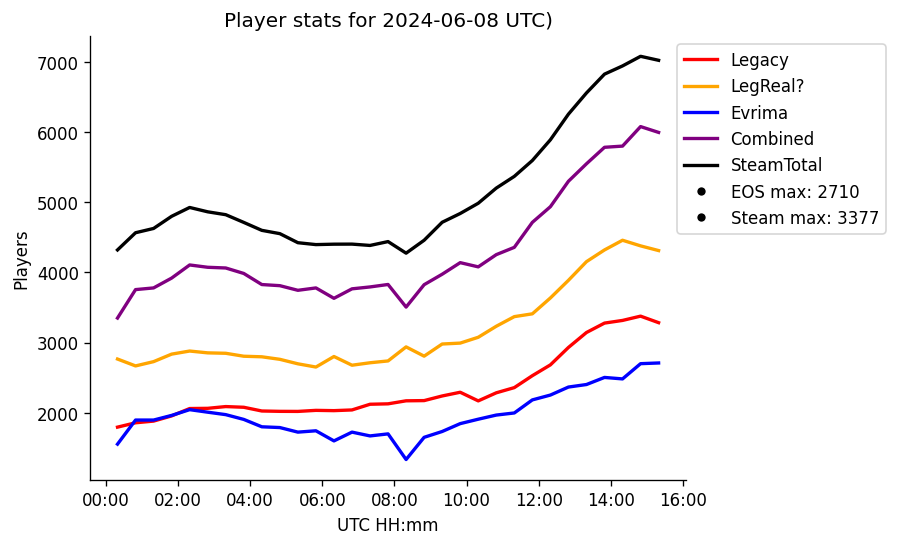 Player stats for 2024-06-08 UTC)
7000
6000
5000
4000
3000
2000
Players
00:00 02:00 04:00 06:00 08:00 10:00 12:00 14:00 16:00
UTC HH:mm
Legacy
LegReal?
Evrima
Combined
SteamTotal
EOS max: 2710
Steam max: 3377